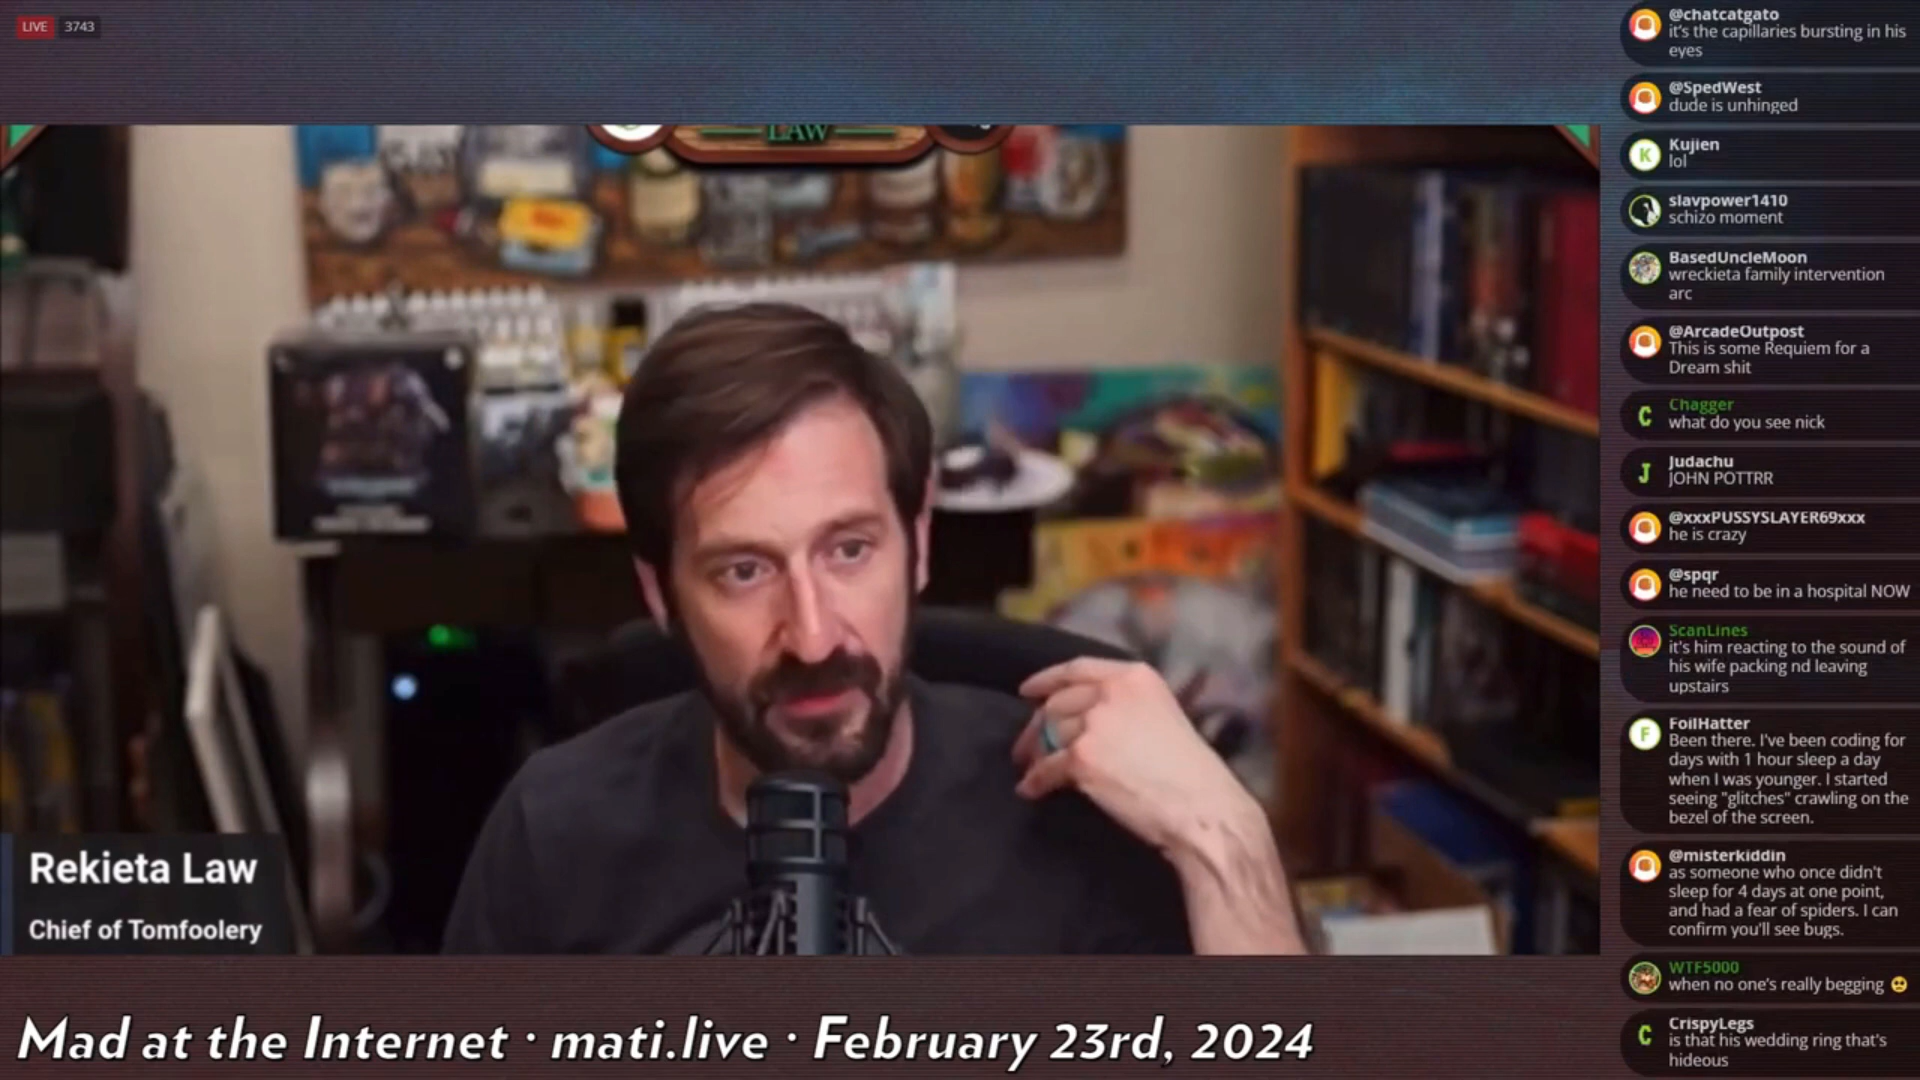 LIVE 3743
LAW
Rekieta Law
Chief of Tomfoolery
Mad at the Internet · mati.live · February 23rd, 2024
@chatcatgato
it's the capillaries bursting in his
eyes
@SpedWest
dude is unhinged
K
Kujien
lol
slavpower1410
schizo moment
BasedUncleMoon
wreckieta family intervention
arc
@ArcadeOutpost
This is some Requiem for a
Dream shit
C
Chagger
what do you see nick
J
Judachu
JOHN POTTRR
@xxxPUSSYSLAYER69xxx
he is crazy
@spqr
he need to be in a hospital NOW
ScanLines
it's him reacting to the sound of
his wife packing nd leaving
upstairs
F
FoilHatter
Been there. I've been coding for
days with 1 hour sleep a day
when I was younger. I started
seeing "glitches" crawling on the
bezel of the screen.
@misterkiddin
as someone who once didn't
sleep for 4 days at one point,
and had a fear of spiders. I can
confirm you'll see bugs.
WTF5000
when no one's really begging 🥺
C
CrispyLegs
is that his wedding ring that's
hideous